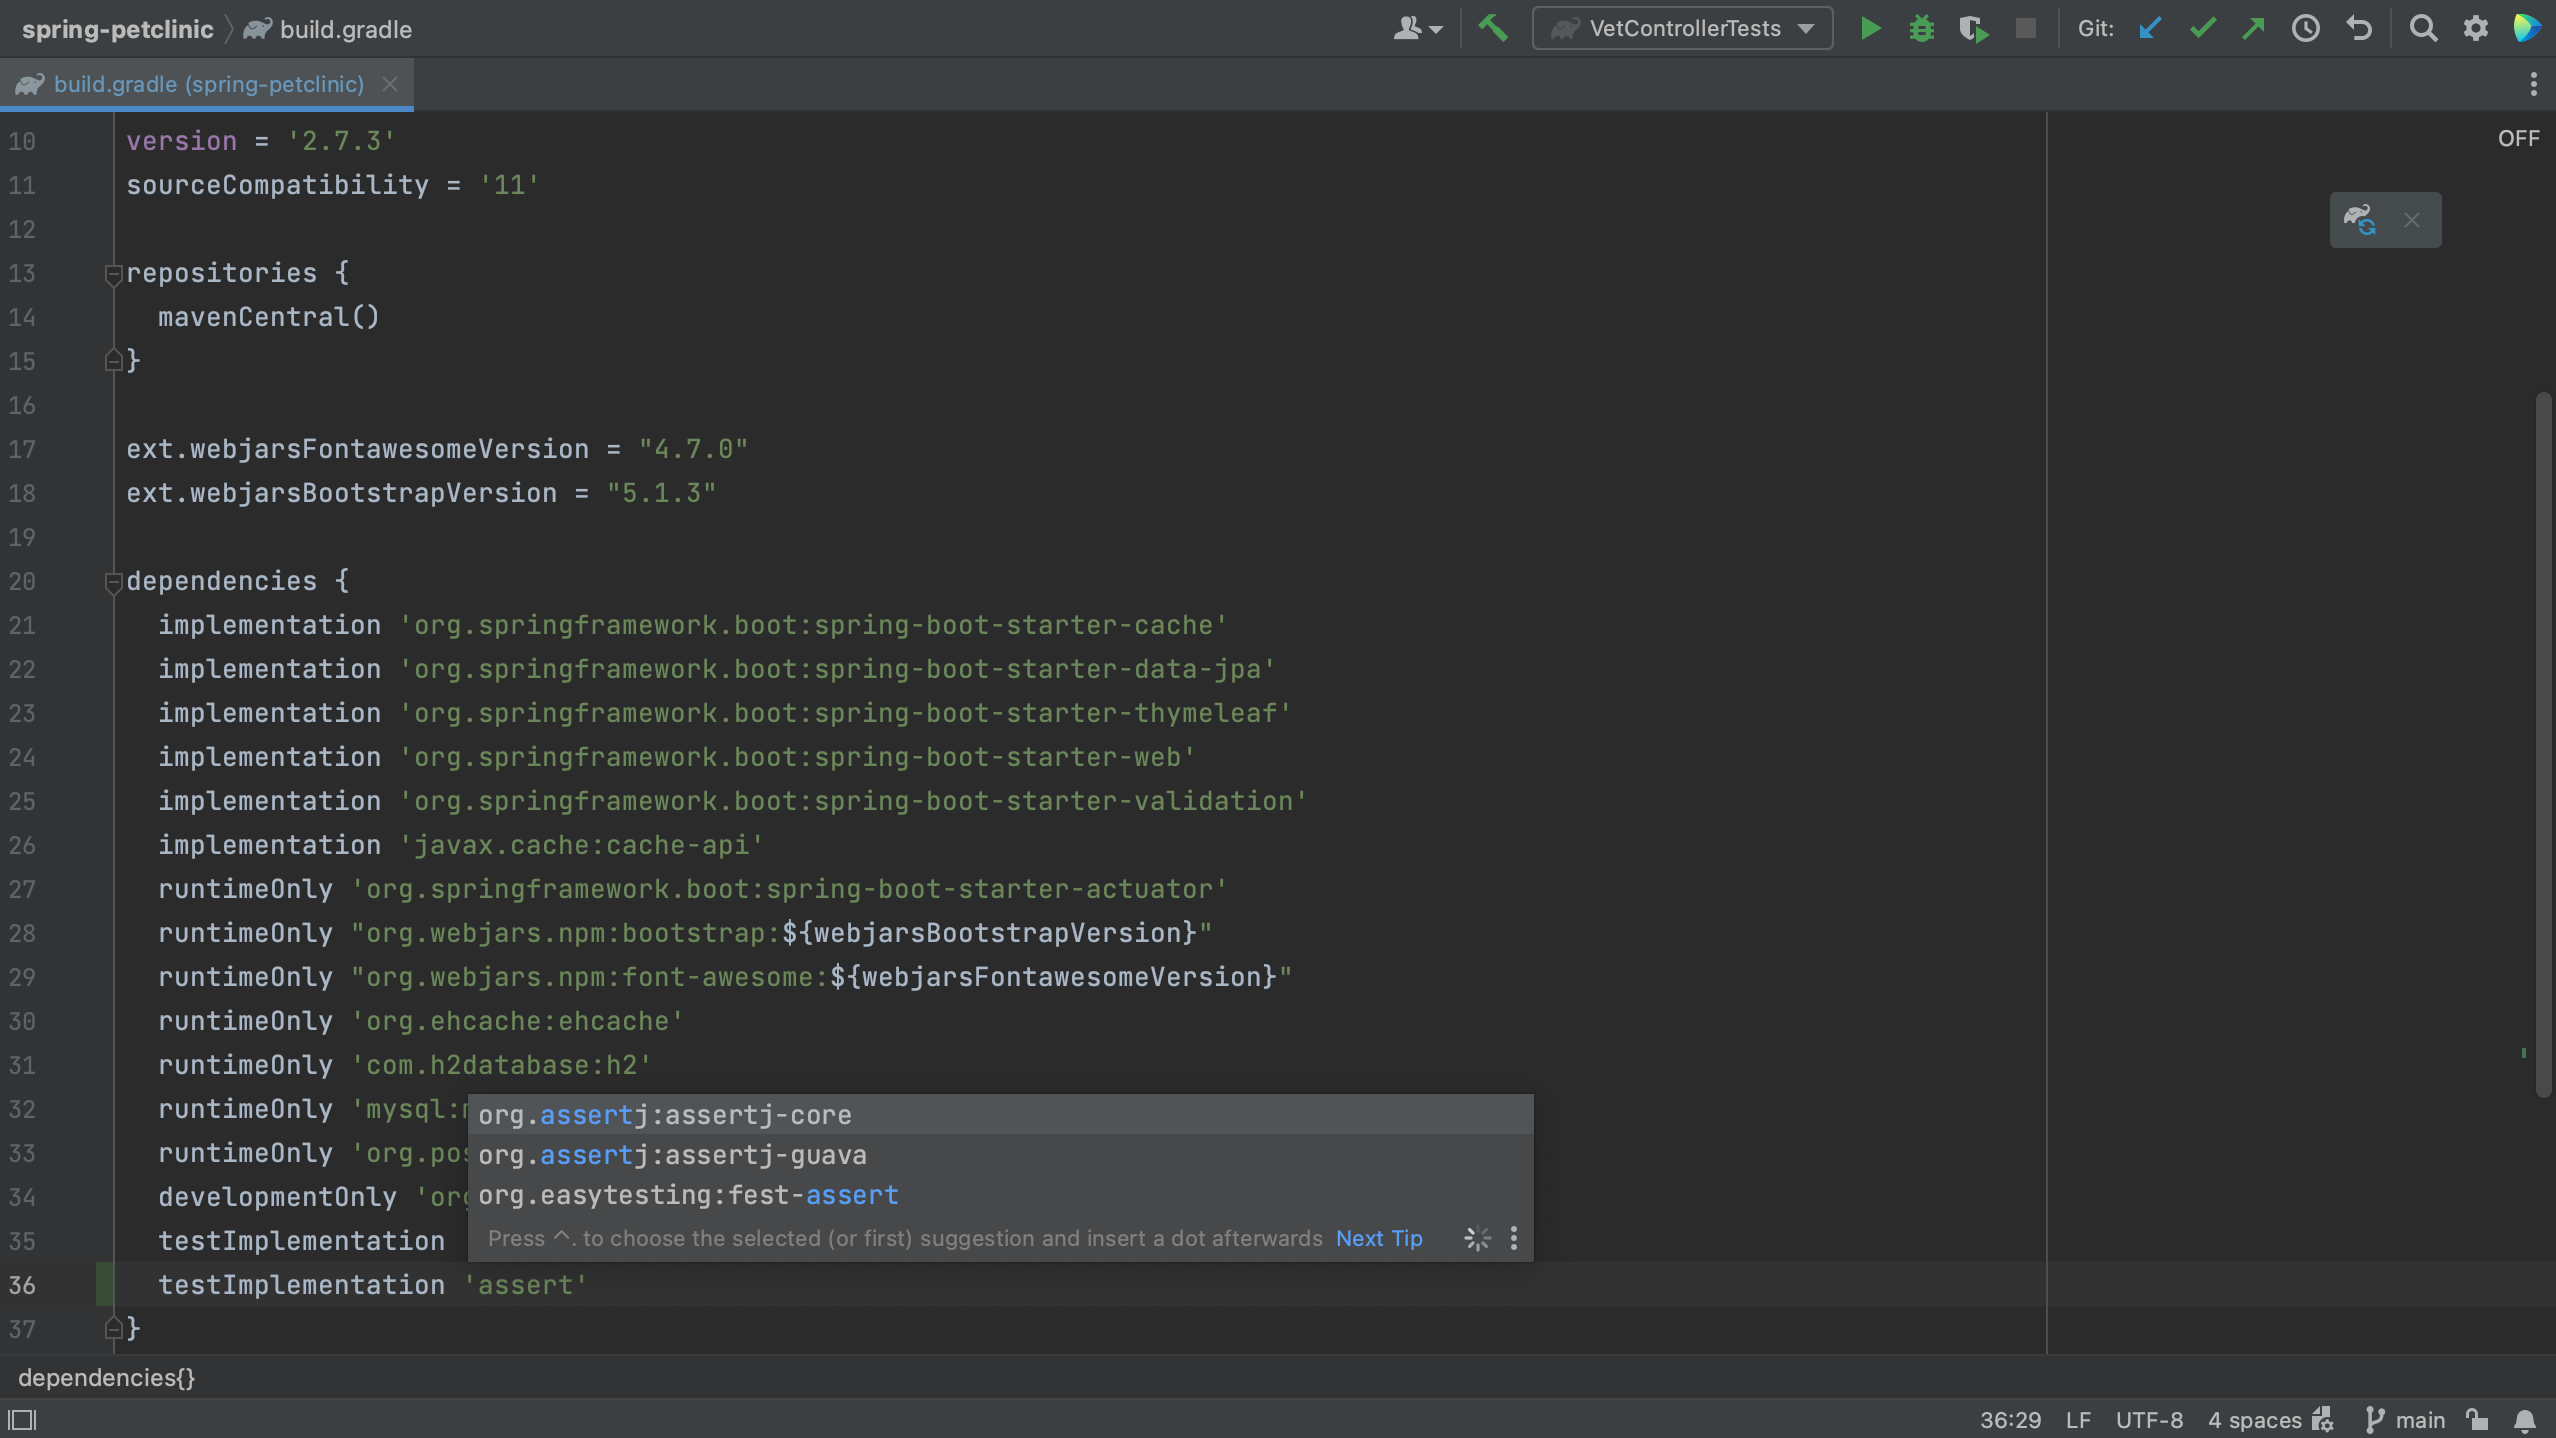 spring-petclinic build.gradle VetControllerTests Git:
build.gradle (spring-petclinic)
OFF
10 version = '2.7.3'
11 sourceCompatibility = '11'
12
13 repositories {
14 mavenCentral()
15 }
16
17 ext.webjarsFontawesomeVersion = "4.7.0"
18 ext.webjarsBootstrapVersion = "5.1.3"
19
20 dependencies {
21 implementation 'org.springframework.boot:spring-boot-starter-cache'
22 implementation 'org.springframework.boot:spring-boot-starter-data-jpa'
23 implementation 'org.springframework.boot:spring-boot-starter-thymeleaf'
24 implementation 'org.springframework.boot:spring-boot-starter-web'
25 implementation 'org.springframework.boot:spring-boot-starter-validation'
26 implementation 'javax.cache:cache-api'
27 runtimeOnly 'org.springframework.boot:spring-boot-starter-actuator'
28 runtimeOnly "org.webjars.npm:bootstrap:${webjarsBootstrapVersion}"
29 runtimeOnly "org.webjars.npm:font-awesome:${webjarsFontawesomeVersion}"
30 runtimeOnly 'org.ehcache:ehcache'
31 runtimeOnly 'com.h2database:h2'
32 runtimeOnly 'mysql:
33 runtimeOnly 'org.pos
34 developmentOnly 'org
35 testImplementation
org.assertj:assertj-core
org.assertj:assertj-guava
org.easytesting:fest-assert
Press ^. to choose the selected (or first) suggestion and insert a dot afterwards Next Tip
36 testImplementation 'assert'
37 }
dependencies{}
36:29 LF UTF-8 4 spaces main